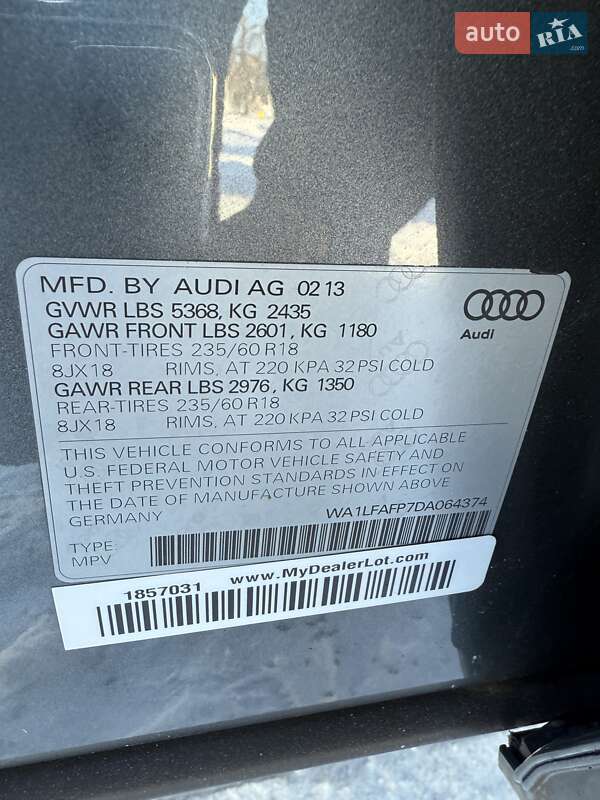 auto RIA.com
MFD. BY AUDI AG 02 13
GVWR LBS 5368, KG 2435
GAWR FRONT LBS 2601, KG 1180
FRONT-TIRES 235/60 R18
8JX18 RIMS, AT 220 KPA 32 PSI COLD
GAWR REAR LBS 2976, KG 1350
REAR-TIRES 235/60 R18
8JX18 RIMS, AT 220 KPA 32 PSI COLD
Audi
THIS VEHICLE CONFORMS TO ALL APPLICABLE
U.S. FEDERAL MOTOR VEHICLE SAFETY AND
THEFT PREVENTION STANDARDS IN EFFECT ON
THE DATE OF MANUFACTURE SHOWN ABOVE
GERMANY WA1LFAFP7DA064374
TYPE:
MPV
1857031 www.MyDealerLot.com